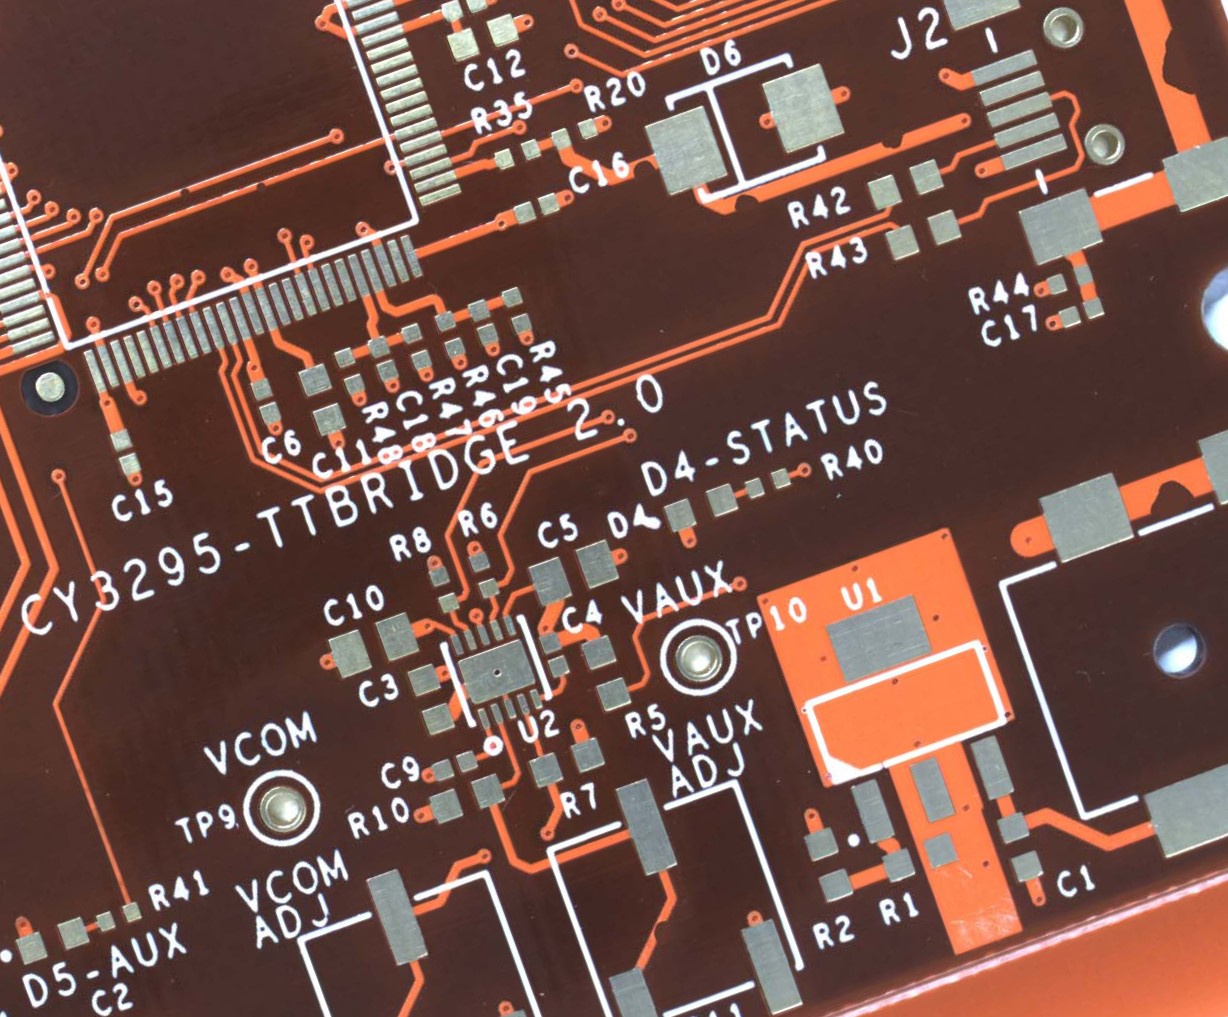 J2
D6
C12
R20
R35
C16
R42
R43
R44
C17
R45
C19
R46
R47
C18
R48
C6
C11
C15
CY3295-TTBRIDGE 2.0
D4-STATUS
R40
D4
R8
R6
C5
C10
C4
VAUX
TP10
U1
C3
U2
R5
VAUX
ADJ
VCOM
TP9
C9
R10
R7
VCOM
ADJ
R41
D5-AUX
C2
R2
R1
C1